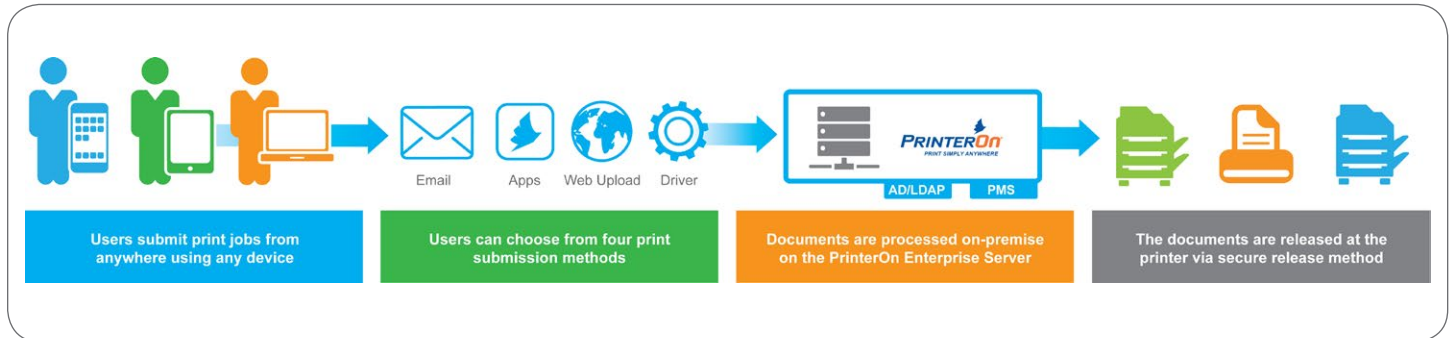 Email
Apps
Web Upload
Driver
PRINTERON
PRINT SIMPLY ANYWHERE
AD/LDAP
PMS
Users submit print jobs from
anywhere using any device
Users can choose from four print
submission methods
Documents are processed on-premise
on the PrinterOn Enterprise Server
The documents are released at the
printer via secure release method